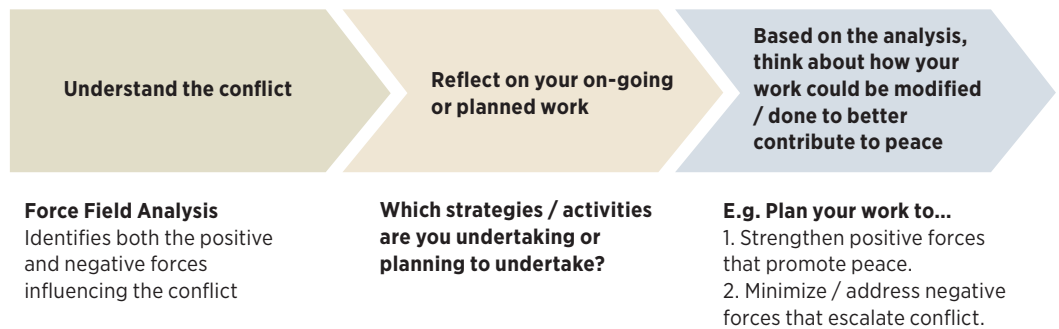 Understand the conflict
Reflect on your on-going
or planned work
Based on the analysis,
think about how your
work could be modified
/ done to better
contribute to peace
Force Field Analysis
Identifies both the positive
and negative forces
influencing the conflict
Which strategies / activities
are you undertaking or
planning to undertake?
E.g. Plan your work to...
1. Strengthen positive forces
that promote peace.
2. Minimize / address negative
forces that escalate conflict.